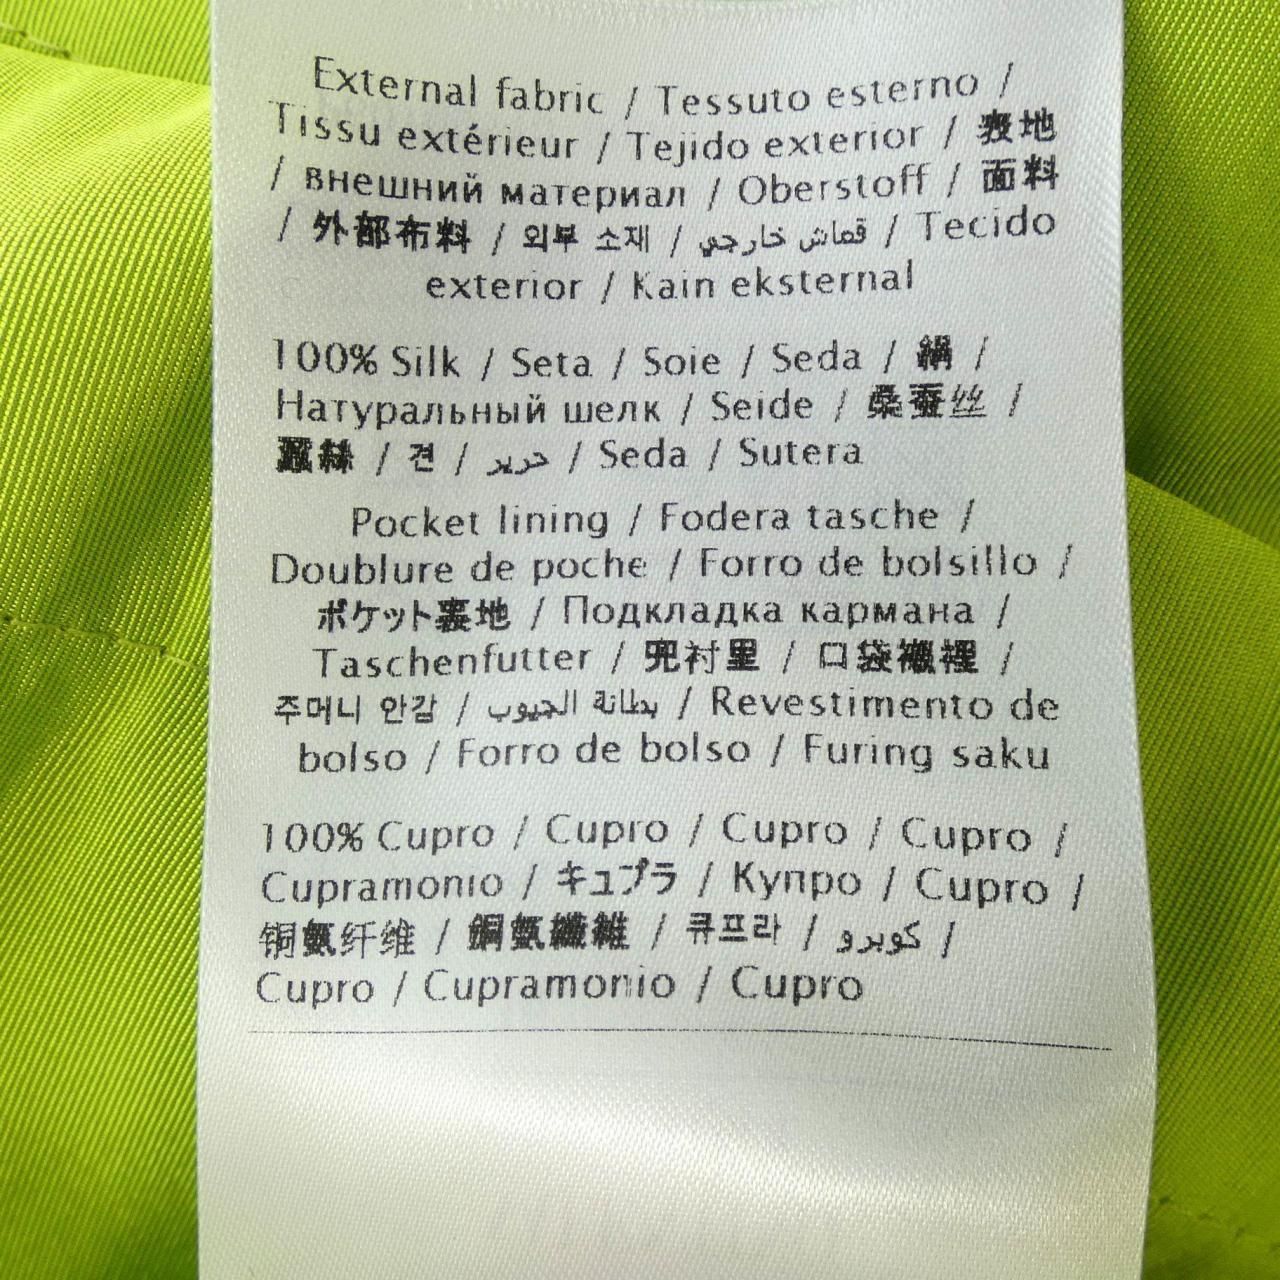 External fabric / Tessuto esterno /
Tissu extérieur / Tejido exterior / 表地
/ внешний материал / Oberstoff / 面料
/ 外部布料 / 외부 소재 / قماش خارجي / Tecido
exterior / Kain eksternal
100% Silk / Seta / Soie / Seda / 絹 /
Натуральный шелк / Seide / 桑蚕丝 /
蠶絲 / 견 / حرير / Seda / Sutera
Pocket lining / Fodera tasche /
Doublure de poche / Forro de bolsillo /
ポケット裏地 / Подкладка кармана /
Taschenfutter / 兜衬里 / 口袋襯裡 /
주머니 안감 / بطانة الجيوب / Revestimento de
bolso / Forro de bolso / Furing saku
100% Cupro / Cupro / Cupro / Cupro /
Cupramonio / キュプラ / Купро / Cupro /
铜氨纤维 / 銅氨纖維 / 큐프라 / كوبرو /
Cupro / Cupramonio / Cupro